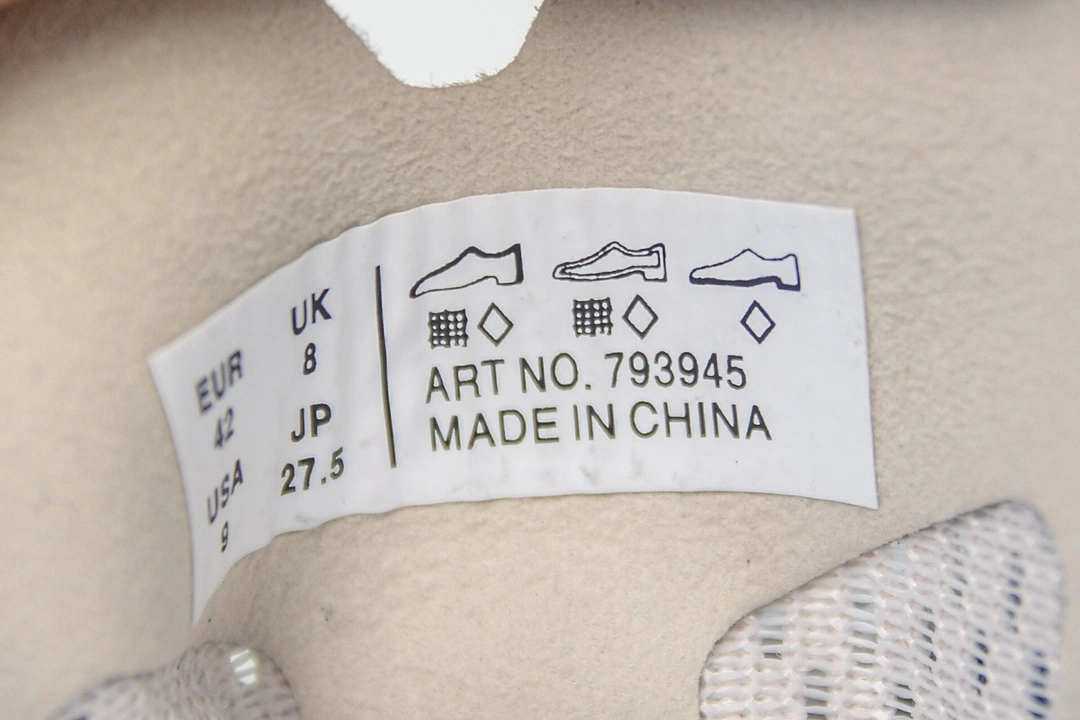 EUR
42
USA
9
UK
8
JP
27.5
ART NO. 793945
MADE IN CHINA